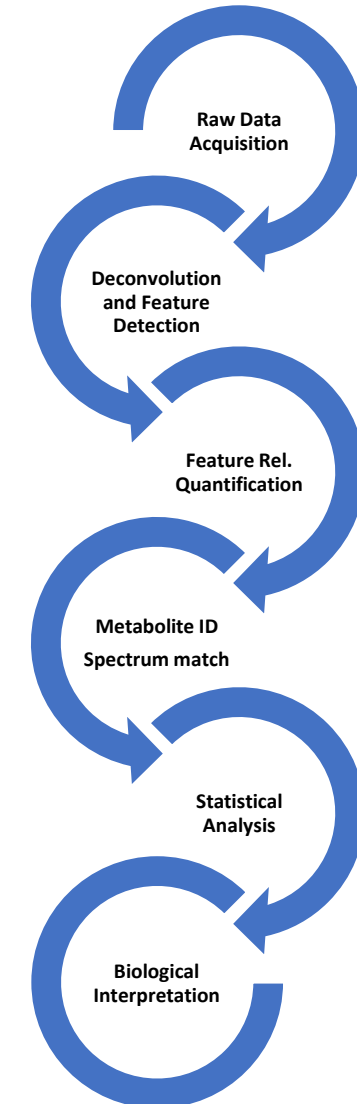 Raw Data
Acquisition
Deconvolution
and Feature
Detection
Feature Rel.
Quantification
Metabolite ID
Spectrum match
Statistical
Analysis
Biological
Interpretation